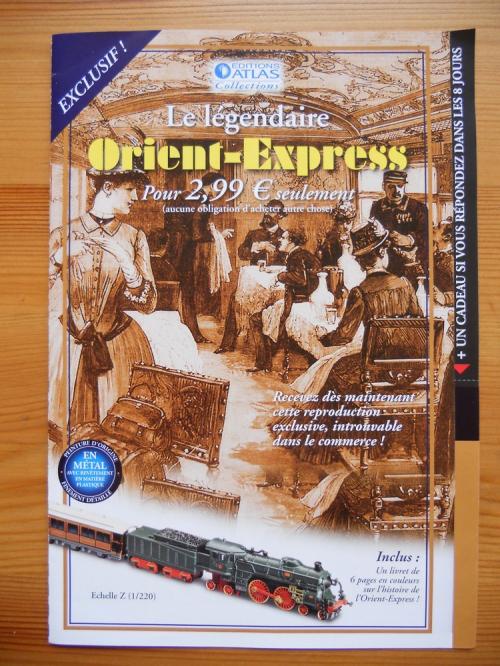 EXCLUSIF !
EDITIONS
ATLAS
Collections
Le légendaire
Orient-Express
Pour 2,99 € seulement
(aucune obligation d'acheter autre chose)
+ UN CADEAU SI VOUS RÉPONDEZ DANS LES 8 JOURS
Recevez dès maintenant
cette reproduction
exclusive, introuvable
dans le commerce !
PEINTURE D'ORIGINE
EN
MÉTAL
AVEC REVÊTEMENT
EN MATIÈRE
PLASTIQUE
FINEMENT DÉTAILLÉ
Echelle Z (1/220)
Inclus :
Un livret de
6 pages en couleurs
sur l'histoire de
l'Orient-Express !